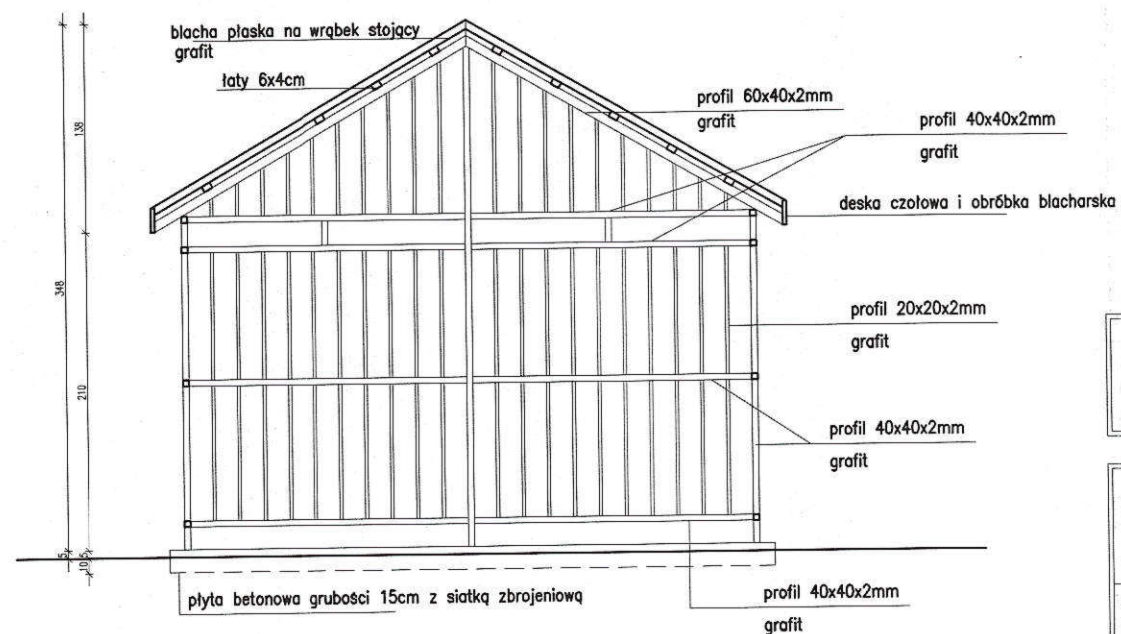 blacha płaska na wrąbek stojący
grafit
łaty 6x4cm
profil 60x40x2mm
grafit
profil 40x40x2mm
grafit
deska czołowa i obróbka blacharska
138
348
210
profil 20x20x2mm
grafit
profil 40x40x2mm
grafit
5
5
10
płyta betonowa grubości 15cm z siatką zbrojeniową
profil 40x40x2mm
grafit